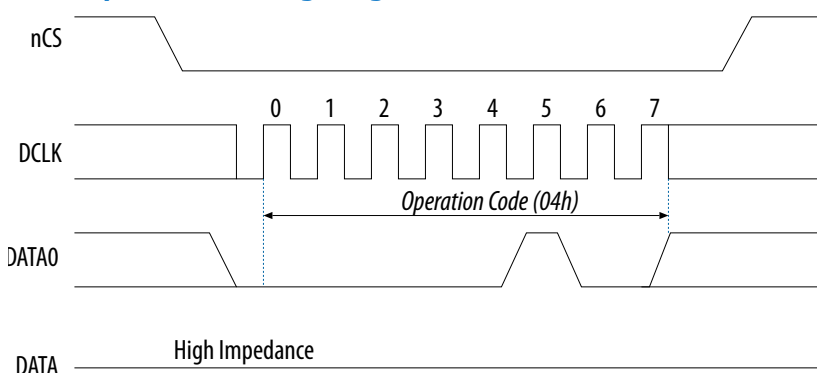 nCS
0 1 2 3 4 5 6 7
DCLK
Operation Code (04h)
DATA0
High Impedance
DATA